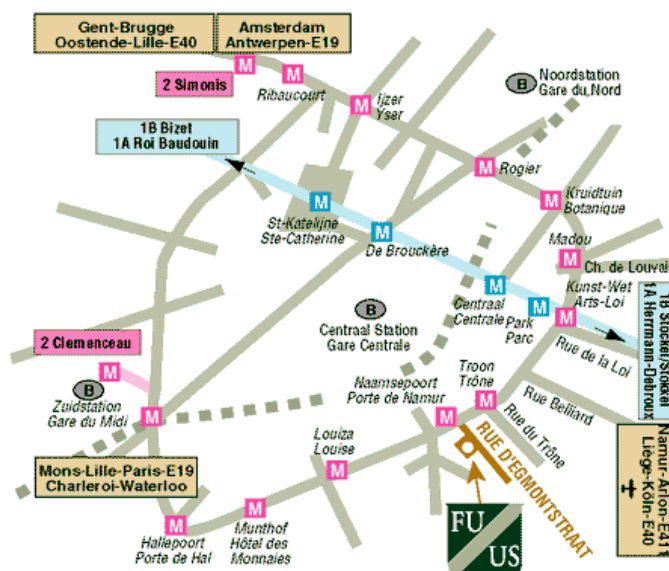 Gent-Brugge
Oostende-Lille-E40
Amsterdam
Antwerpen-E19
M
M
2 Simonis
Ribaucourt
M
Ijzer
Yser
B
Noordstation
Gare du Nord
1B Bizet
1A Roi Baudouin
M
Rogier
M
Kruidtuin
Botanique
M
St-Katelijne
Ste-Catherine
M
De Brouckère
Madou
M
Ch. de Louvai
M
Centraal
Centrale
Kunst-Wet
Arts-Loi
B
Centraal Station
Gare Centrale
M
Park
Parc
M
Rue de la Loi
1B Stockel/Stockel
1A Herrmann-Debroux
2 Clemenceau
M
B
Zuidstation
Gare du Midi
M
Naamsepoort
Porte de Namur
M
Troon
Trône
M
Rue Belliard
Rue du Trône
RUE D'EGMONTSTRAAT
Namur-Arlon-E411
Liège-Köln-E40
Louiza
Louise
M
Mons-Lille-Paris-E19
Charleroi-Waterloo
M
Hallepoort
Porte de Hal
M
Munthof
Hôtel des
Monnaies
FU
US